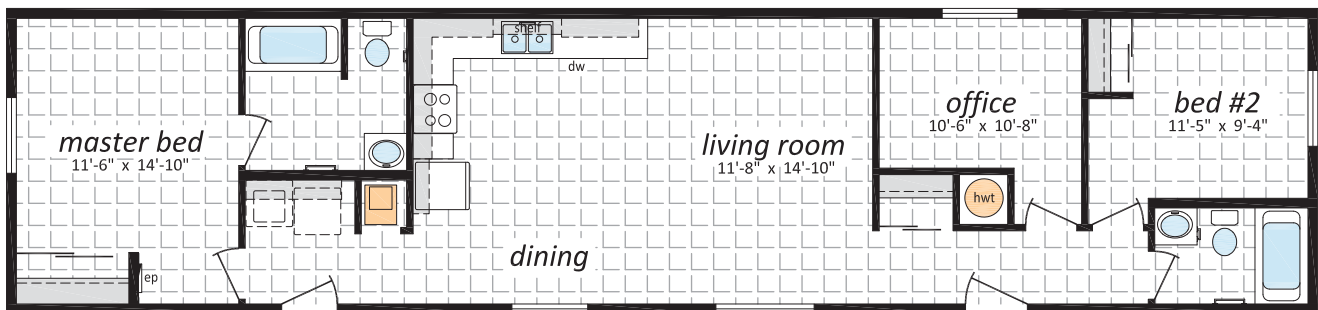 shelf
dw
master bed
11'-6" x 14'-10"
living room
11'-8" x 14'-10"
office
10'-6" x 10'-8"
bed #2
11'-5" x 9'-4"
hwt
dining
ep